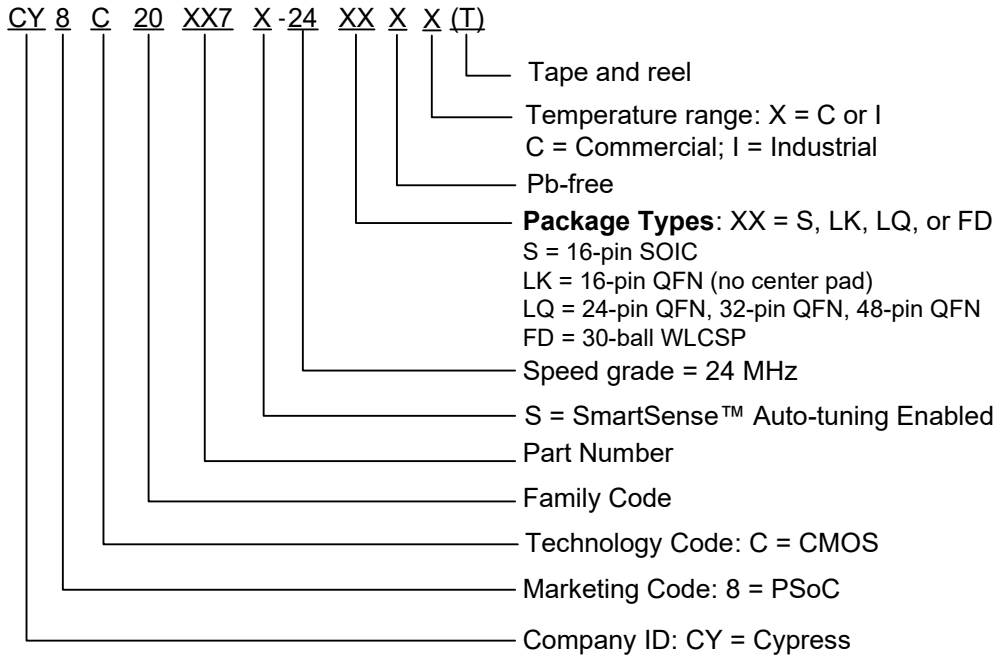 CY 8 C 20 XX7 X -24 XX X X (T)
Tape and reel
Temperature range: X = C or I
C = Commercial; I = Industrial
Pb-free
Package Types: XX = S, LK, LQ, or FD
S = 16-pin SOIC
LK = 16-pin QFN (no center pad)
LQ = 24-pin QFN, 32-pin QFN, 48-pin QFN
FD = 30-ball WLCSP
Speed grade = 24 MHz
S = SmartSense™ Auto-tuning Enabled
Part Number
Family Code
Technology Code: C = CMOS
Marketing Code: 8 = PSoC
Company ID: CY = Cypress